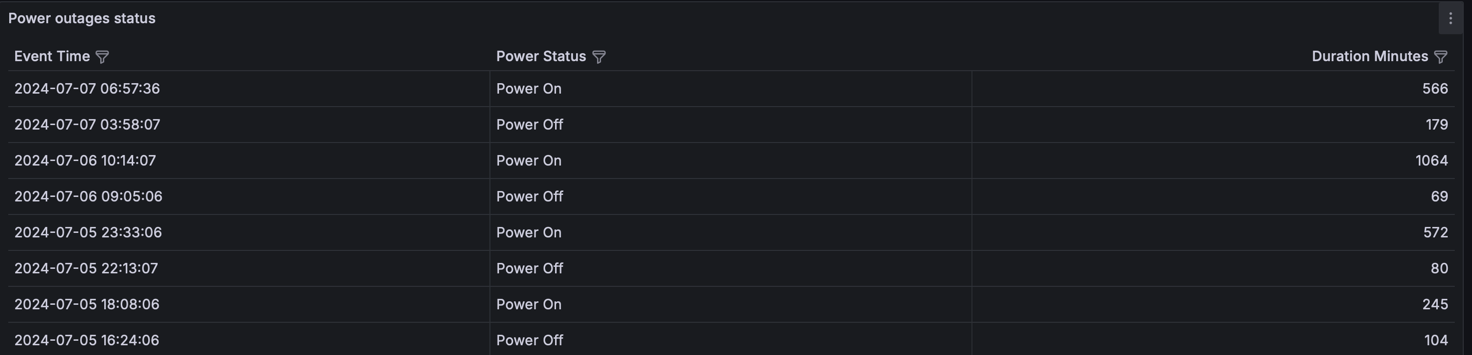 Power outages status
Event Time Power Status Duration Minutes
2024-07-07 06:57:36 Power On 566
2024-07-07 03:58:07 Power Off 179
2024-07-06 10:14:07 Power On 1064
2024-07-06 09:05:06 Power Off 69
2024-07-05 23:33:06 Power On 572
2024-07-05 22:13:07 Power Off 80
2024-07-05 18:08:06 Power On 245
2024-07-05 16:24:06 Power Off 104